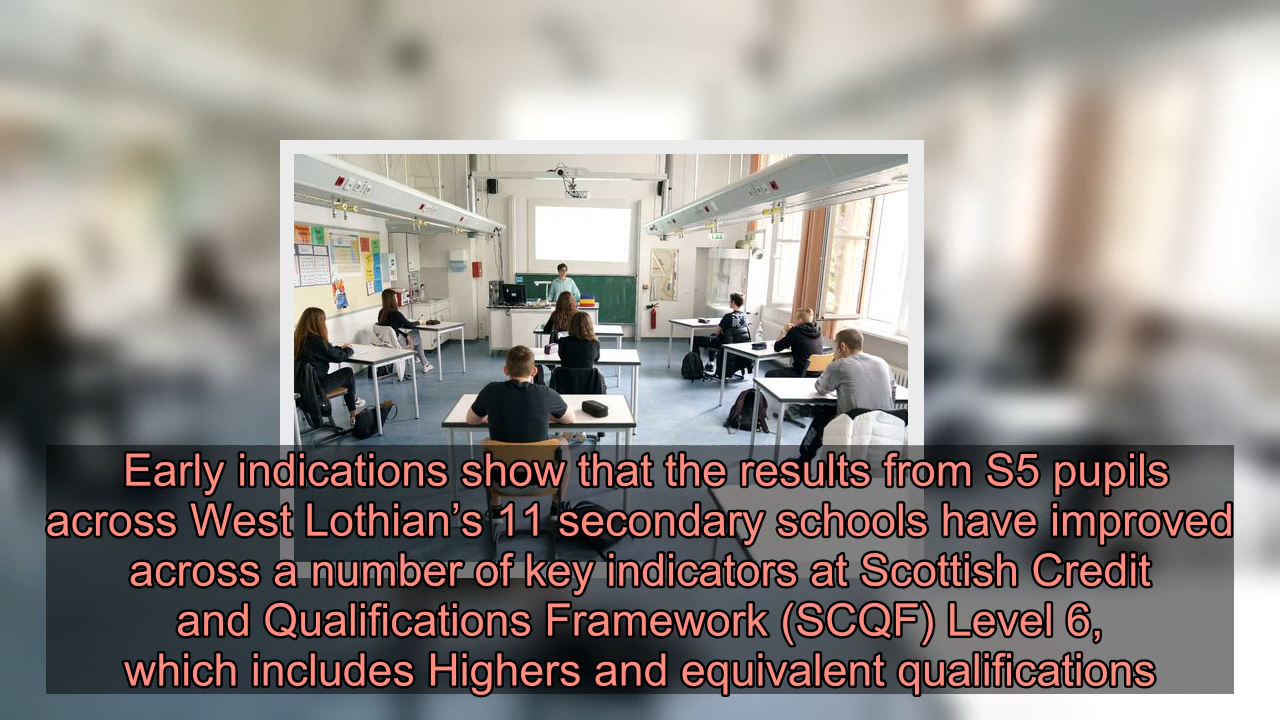 Early indications show that the results from S5 pupils
across West Lothian’s 11 secondary schools have improved
across a number of key indicators at Scottish Credit
and Qualifications Framework (SCQF) Level 6,
which includes Highers and equivalent qualifications